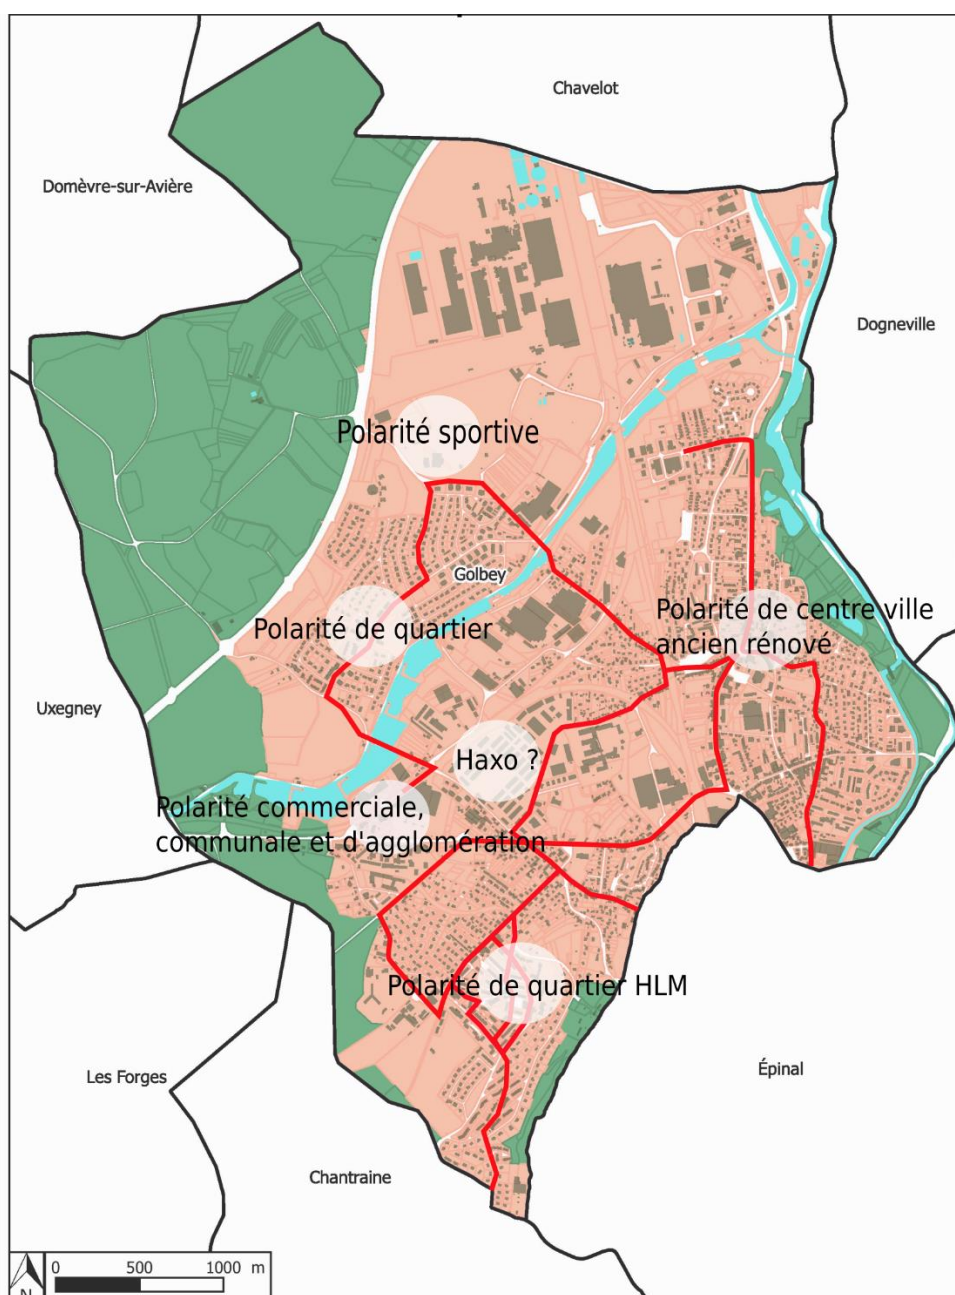 Chavelot
Domèvre-sur-Avière
Dogneville
Polarité sportive
Golbey
Polarité de centre ville
ancien rénové
Polarité de quartier
Uxegney
Haxo ?
Polarité commerciale,
communale et d'agglomération
Polarité de quartier HLM
Les Forges
Épinal
Chantraine
0 500 1000 m
N